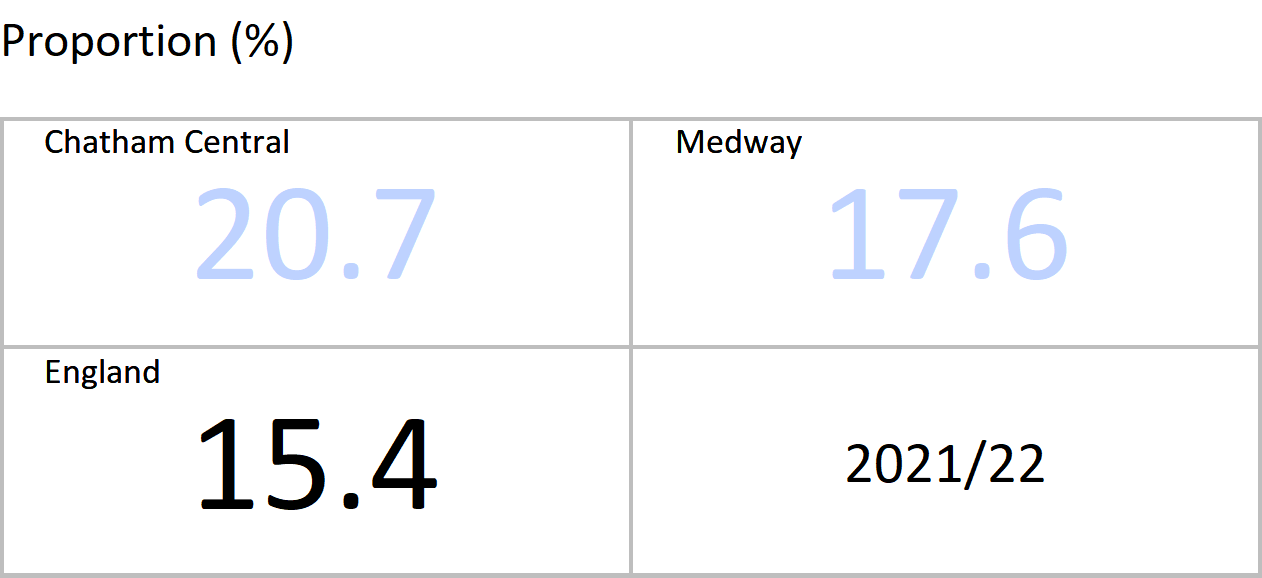 Proportion (%)
Chatham Central
20.7
Medway
17.6
England
15.4
2021/22